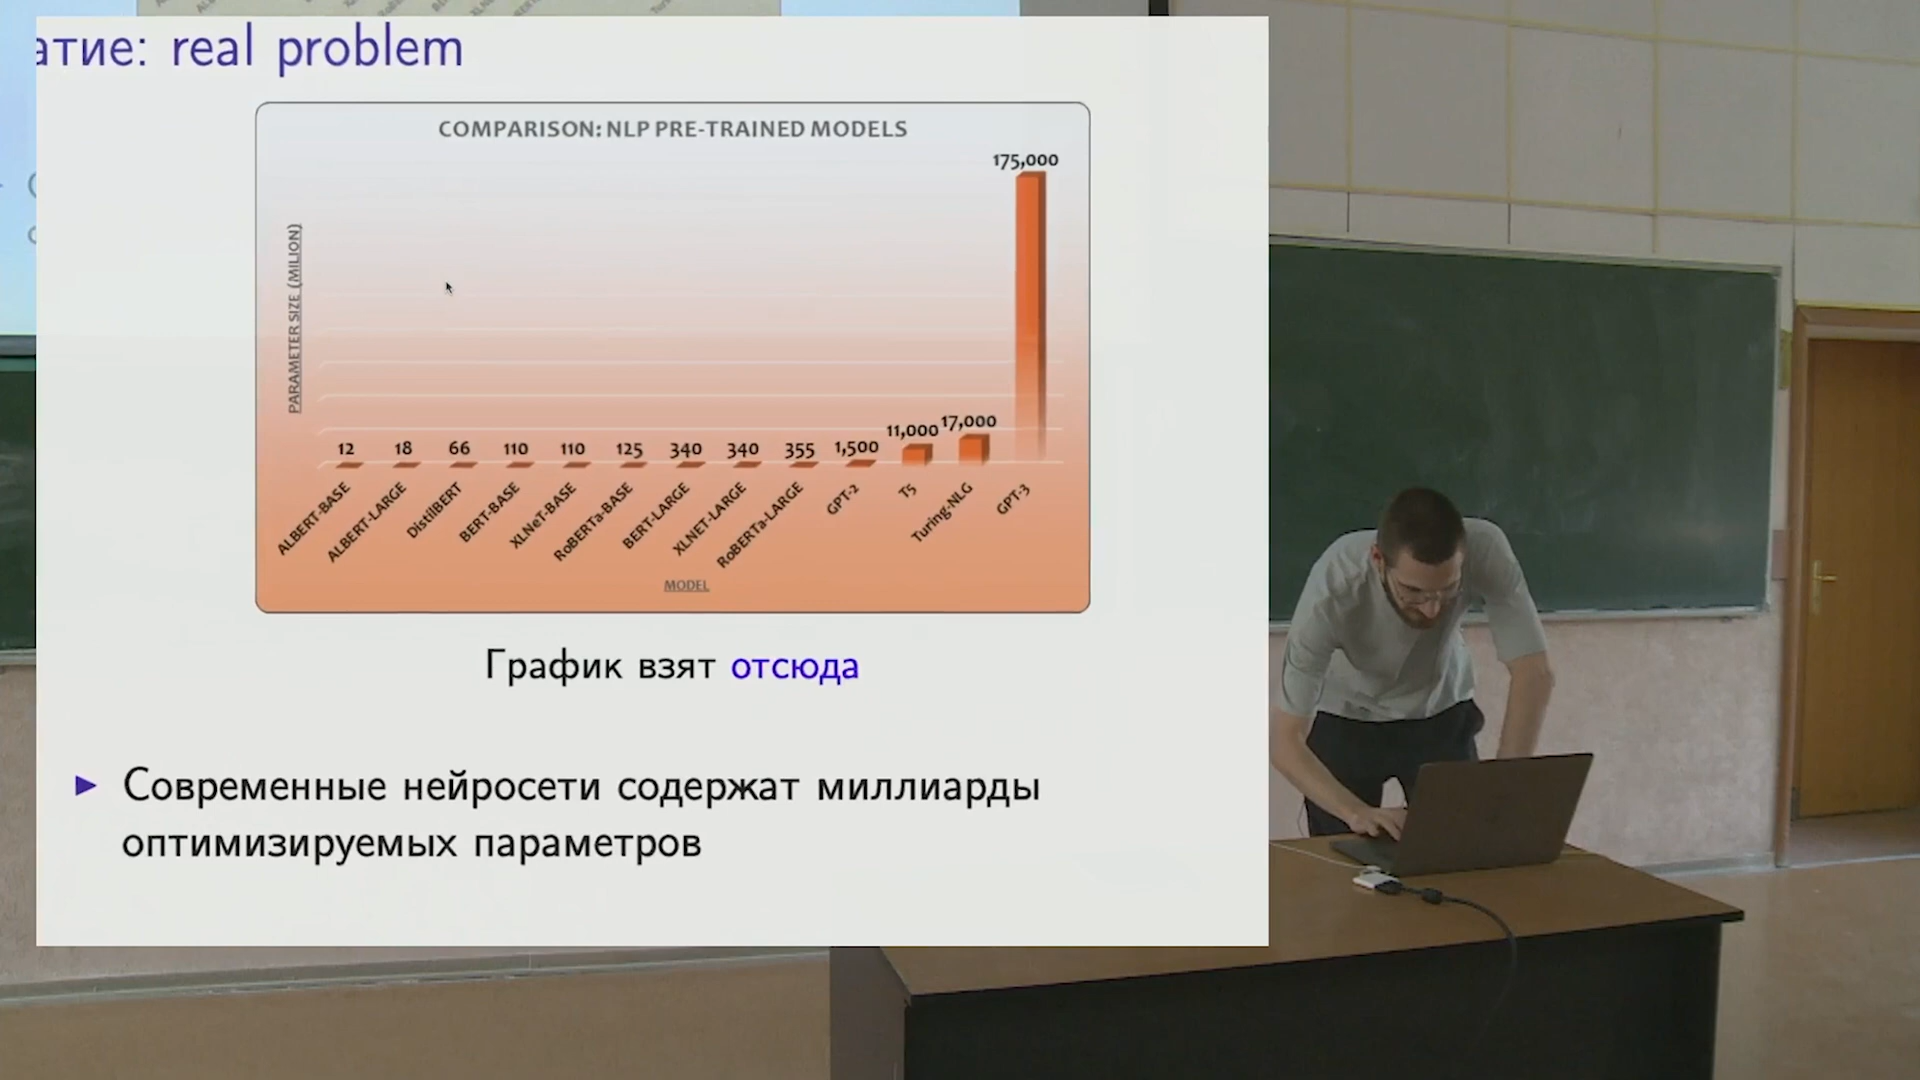 атие: real problem
COMPARISON: NLP PRE-TRAINED MODELS
PARAMETER SIZE (MILION)
12
18
66
110
110
125
340
340
355
1,500
11,000
17,000
175,000
ALBERT-BASE
ALBERT-LARGE
DistilBERT
BERT-BASE
XLNeT-BASE
RoBERTa-BASE
BERT-LARGE
XLNET-LARGE
RoBERTa-LARGE
GPT-2
T5
Turing-NLG
GPT-3
MODEL
График взят отсюда
Современные нейросети содержат миллиарды
оптимизируемых параметров